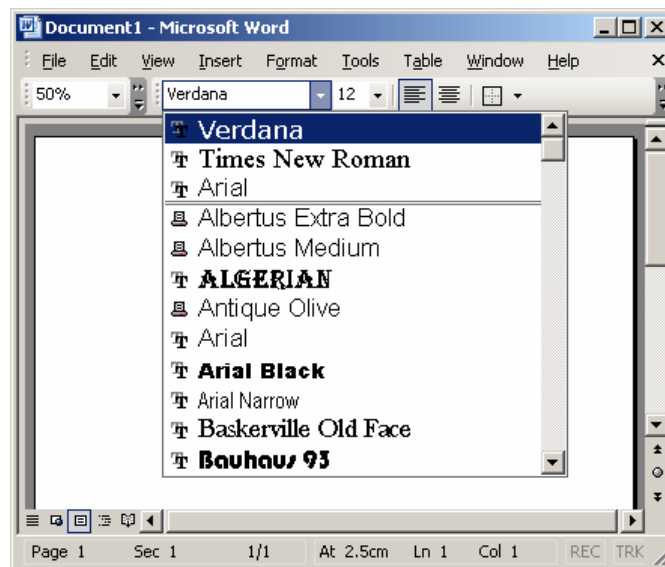 Document1 - Microsoft Word
File Edit View Insert Format Tools Table Window Help
50% Verdana 12
Verdana
Times New Roman
Arial
Albertus Extra Bold
Albertus Medium
ALGERIAN
Antique Olive
Arial
Arial Black
Arial Narrow
Baskerville Old Face
Bauhaus 93
Page 1 Sec 1 1/1 At 2.5cm Ln 1 Col 1 REC TRK